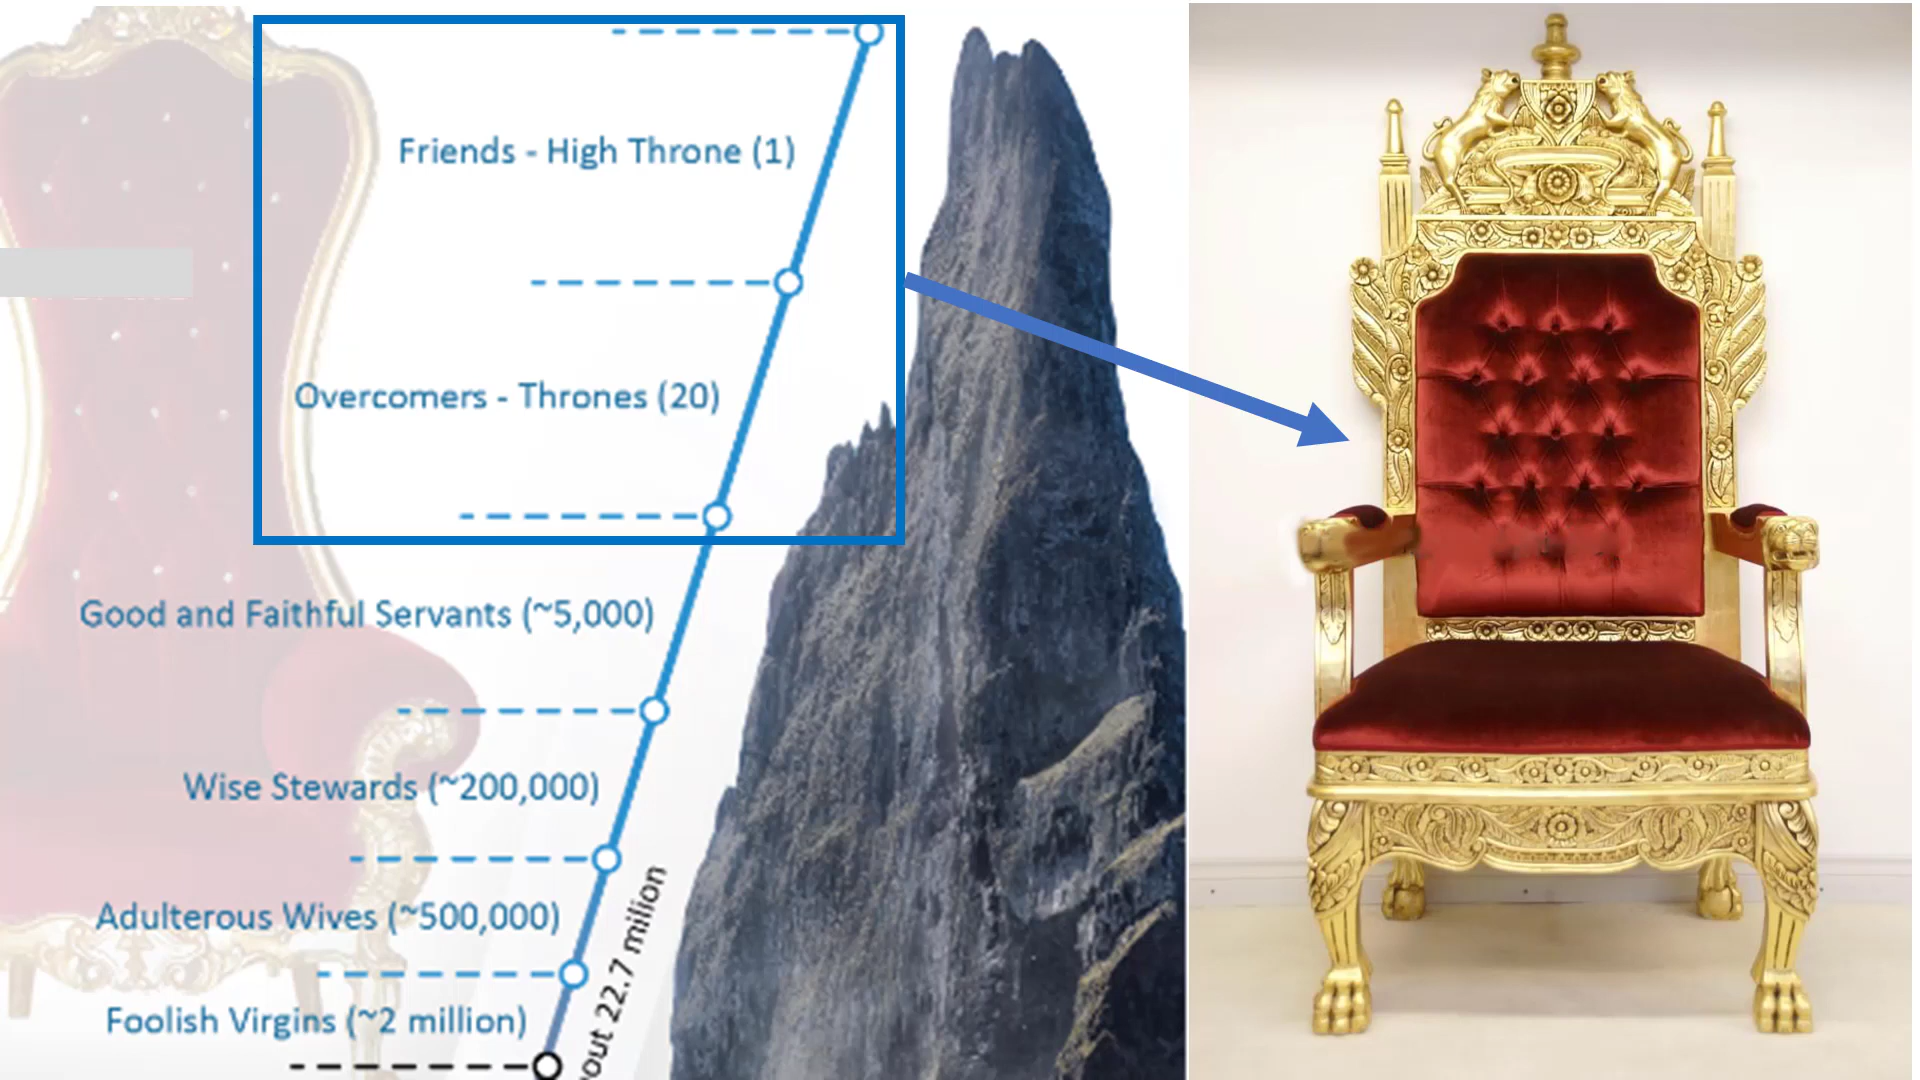 Friends - High Throne (1)
Overcomers - Thrones (20)
Good and Faithful Servants (~5,000)
Wise Stewards (~200,000)
Adulterous Wives (~500,000)
Foolish Virgins (~2 million)
22.7 milion